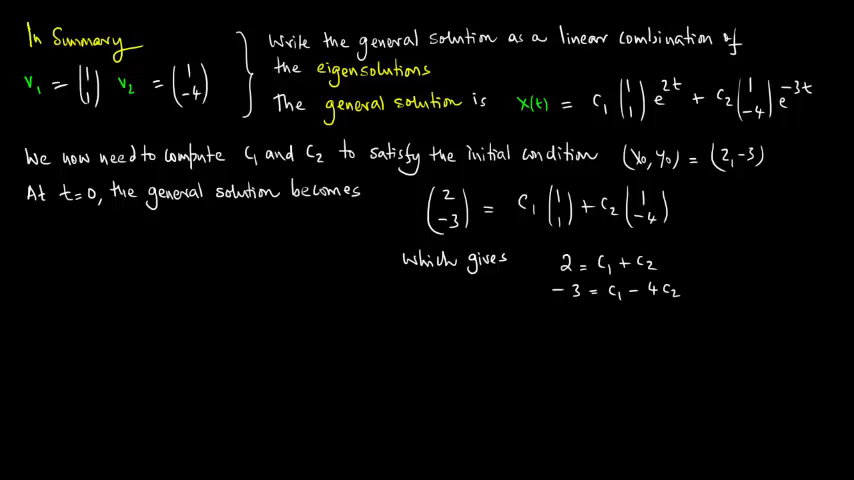 In Summary
v₁ = (1 1) v₂ = (1 -4)
Write the general solution as a linear combination of
the eigensolutions
The general solution is x(t) = c₁ (1 1) e^{2t} + c₂ (1 -4) e^{-3t}
We now need to compute c₁ and c₂ to satisfy the initial condition (x₀, y₀) = (2, -3)
At t=0, the general solution becomes
(2 -3) = c₁ (1 1) + c₂ (1 -4)
which gives 2 = c₁ + c₂
-3 = c₁ - 4c₂